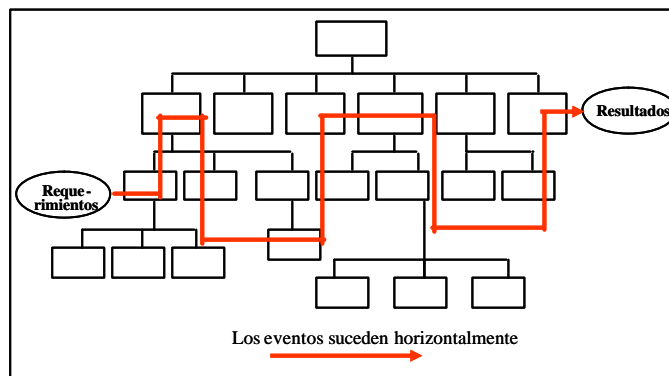 Resultados
Reque-
rimientos
Los eventos suceden horizontalmente